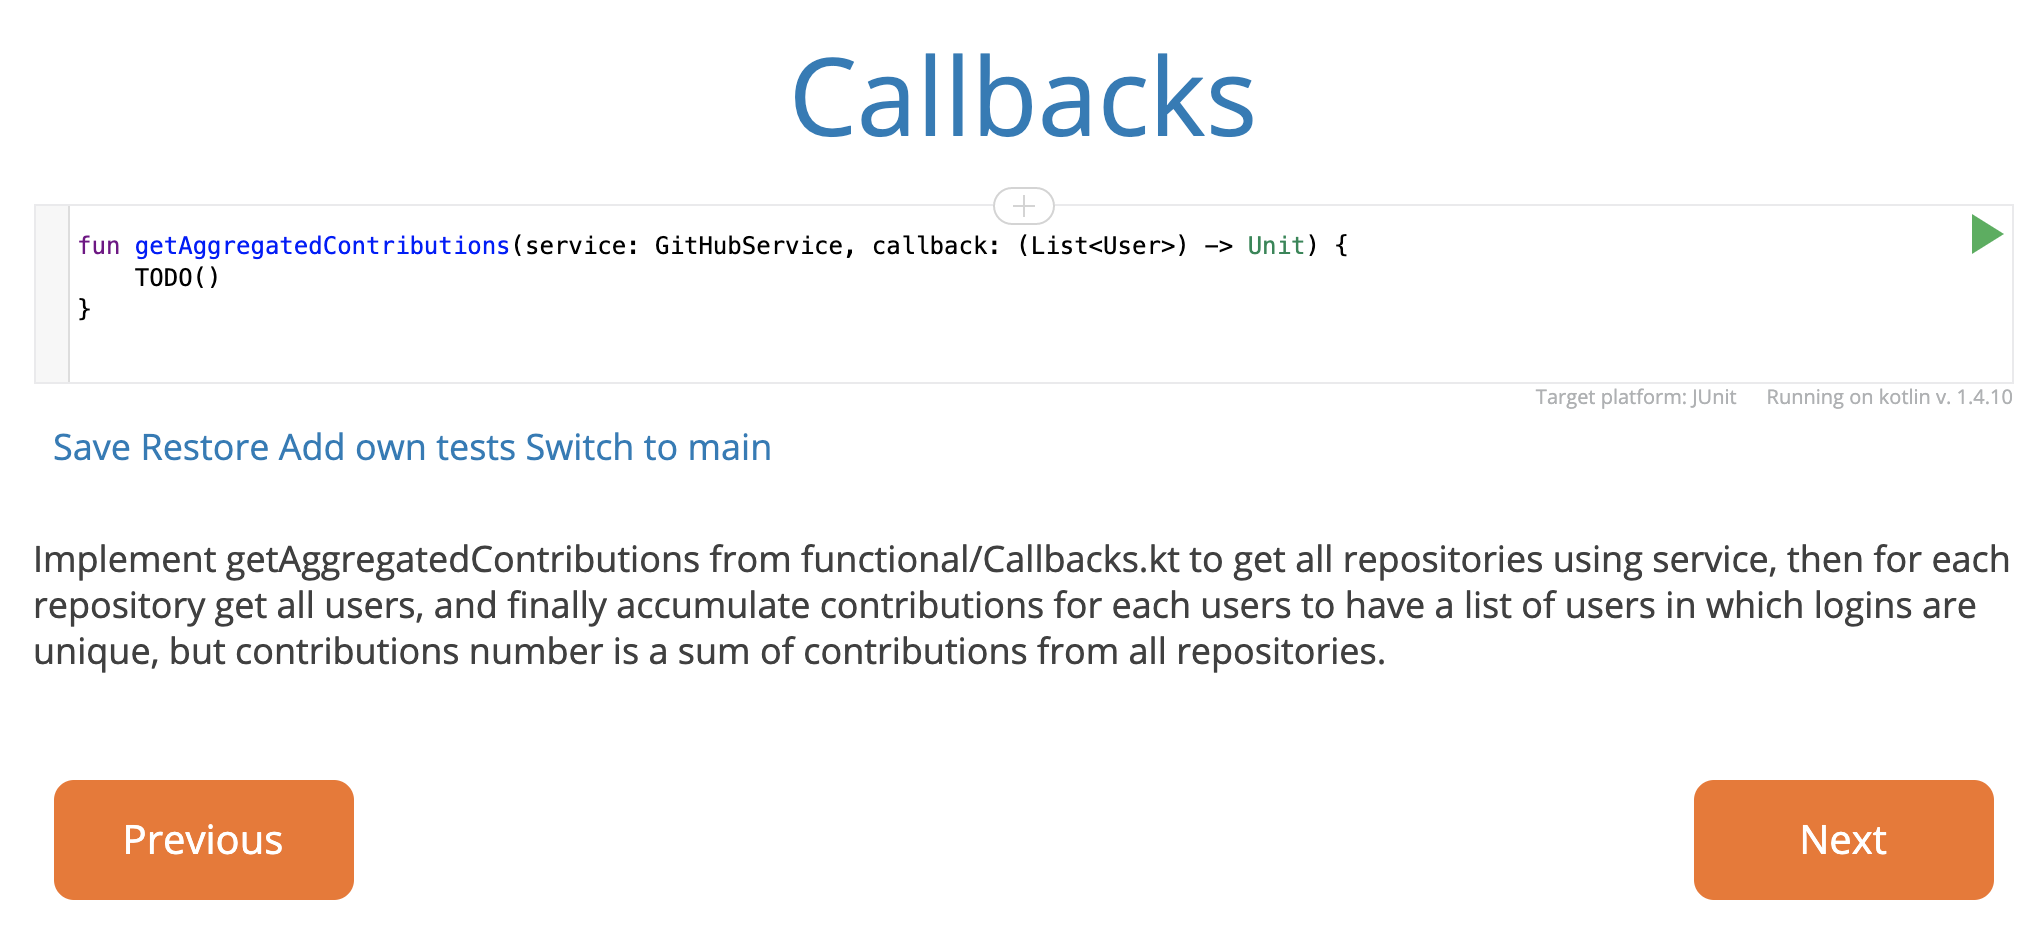 Callbacks
fun getAggregatedContributions(service: GitHubService, callback: (List<User>) -> Unit) {
    TODO()
}
Target platform: JUnit Running on kotlin v. 1.4.10
Save Restore Add own tests Switch to main
Implement getAggregatedContributions from functional/Callbacks.kt to get all repositories using service, then for each
repository get all users, and finally accumulate contributions for each users to have a list of users in which logins are
unique, but contributions number is a sum of contributions from all repositories.
Previous
Next